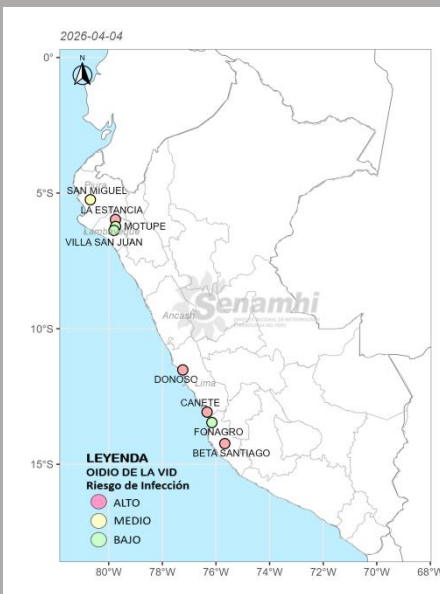 2026-04-04
N
0°
5°S
10°S
15°S
Piura
SAN MIGUEL
LA ESTANCIA
MOTUPE
Lambayeque
VILLA SAN JUAN
Senamhi
Ancash
DONOSO
Lima
CANETE
FONAGRO
BETA SANTIAGO
LEYENDA
OIDIO DE LA VID
Riesgo de Infección
ALTO
MEDIO
BAJO
80°W 78°W 76°W 74°W 72°W 70°W 68°W